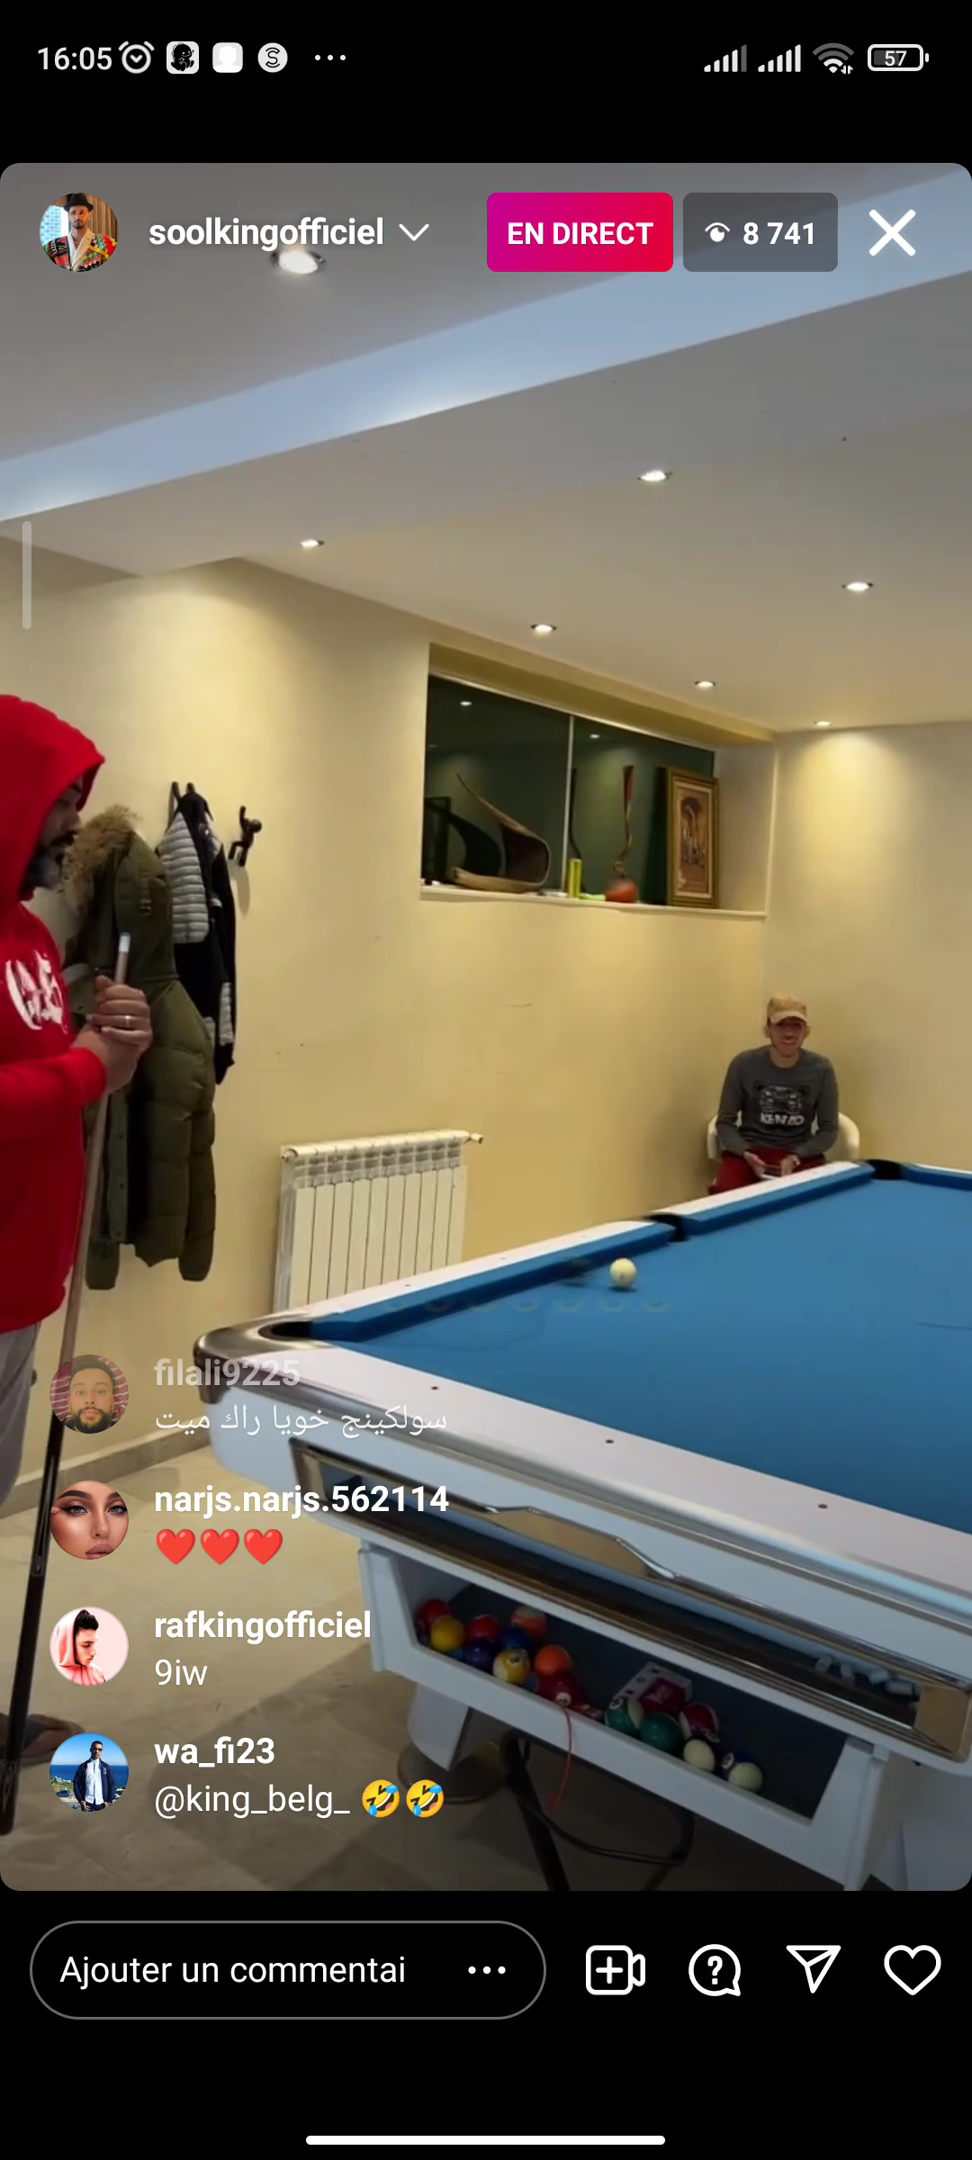 16:05
57
soolkingofficiel
EN DIRECT
8 741
KENZO
filali9225
سولكينج خويا راك ميت
narjs.narjs.562114
❤️❤️❤️
rafkingofficiel
9iw
wa_fi23
@king_belg_ 🤣🤣
Ajouter un commentai